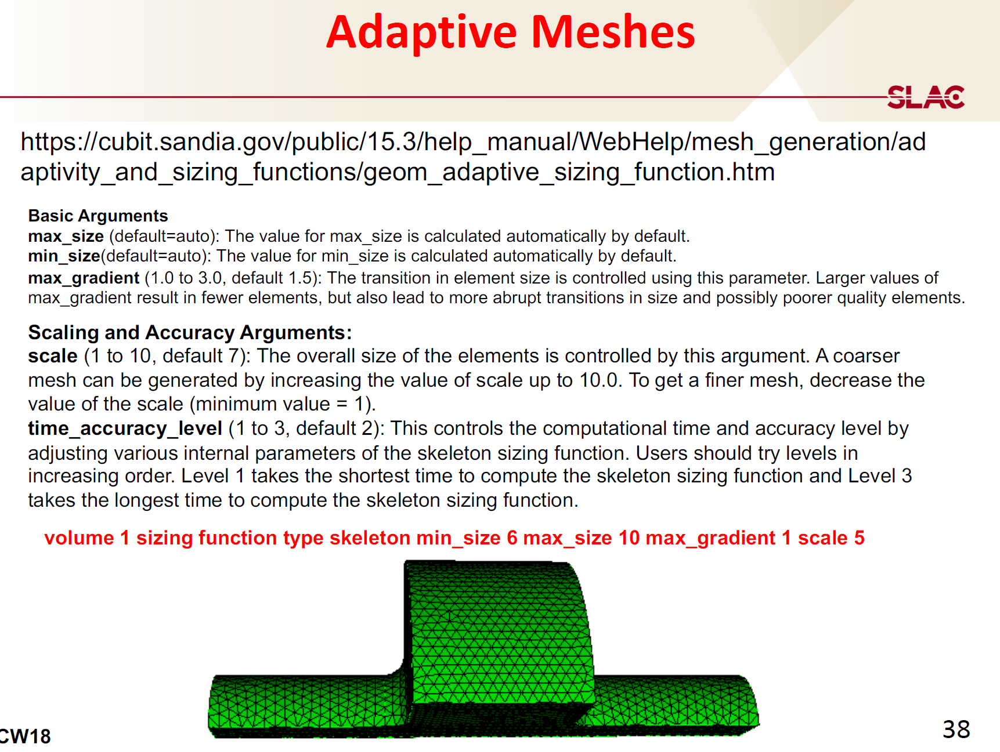 Adaptive Meshes
SLAC
https://cubit.sandia.gov/public/15.3/help_manual/WebHelp/mesh_generation/ad
aptivity_and_sizing_functions/geom_adaptive_sizing_function.htm
Basic Arguments
max_size (default=auto): The value for max_size is calculated automatically by default.
min_size(default=auto): The value for min_size is calculated automatically by default.
max_gradient (1.0 to 3.0, default 1.5): The transition in element size is controlled using this parameter. Larger values of
max_gradient result in fewer elements, but also lead to more abrupt transitions in size and possibly poorer quality elements.
Scaling and Accuracy Arguments:
scale (1 to 10, default 7): The overall size of the elements is controlled by this argument. A coarser
mesh can be generated by increasing the value of scale up to 10.0. To get a finer mesh, decrease the
value of the scale (minimum value = 1).
time_accuracy_level (1 to 3, default 2): This controls the computational time and accuracy level by
adjusting various internal parameters of the skeleton sizing function. Users should try levels in
increasing order. Level 1 takes the shortest time to compute the skeleton sizing function and Level 3
takes the longest time to compute the skeleton sizing function.
volume 1 sizing function type skeleton min_size 6 max_size 10 max_gradient 1 scale 5
CW18
38